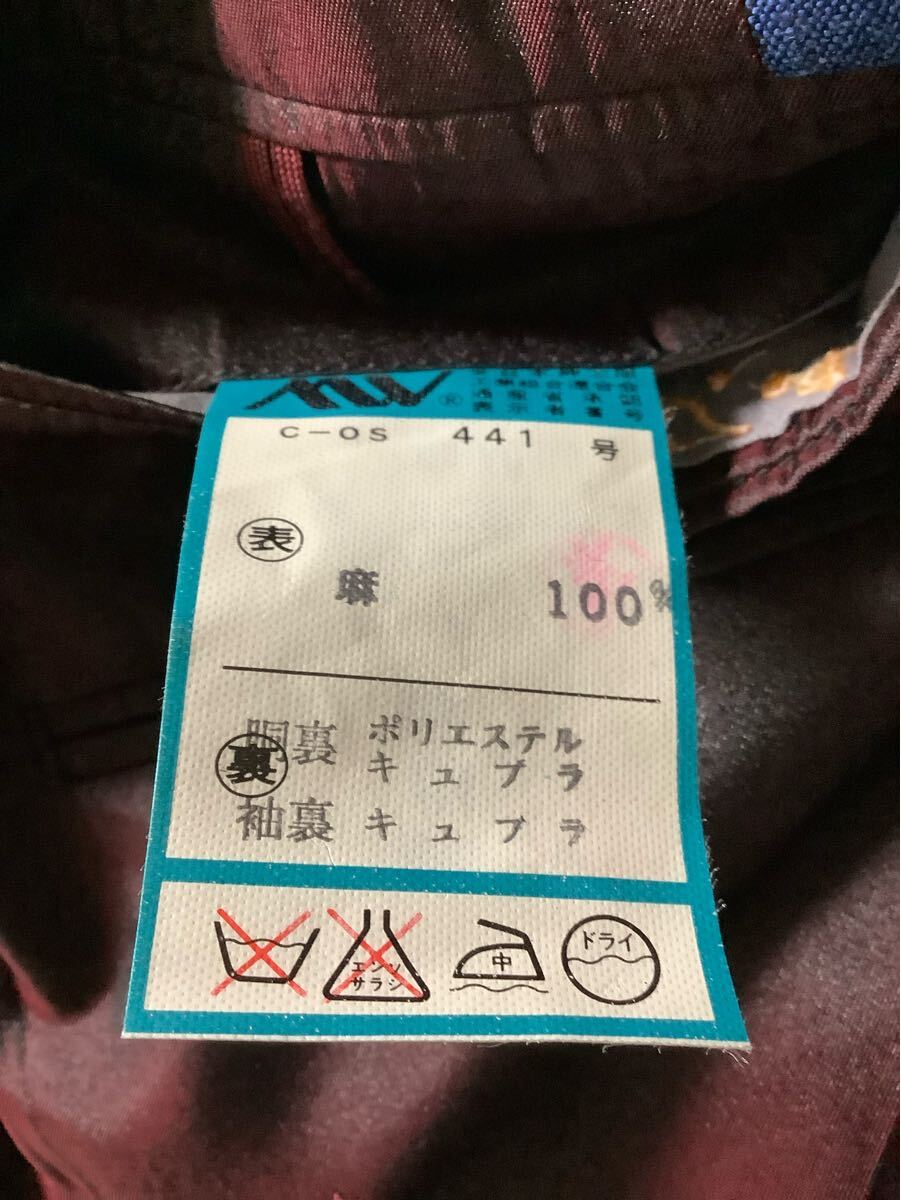 ®
C-OS 441 号
表
麻 100%
胴裏 ポリエステル
キュプラ
裏
袖裏 キュプラ
エンソサラシ
中
ドライ